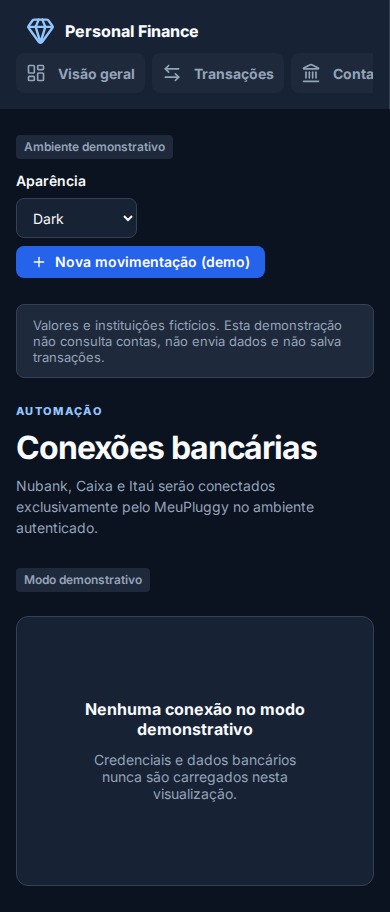 Personal Finance
Visão geral
Transações
Conta
Ambiente demonstrativo
Aparência
Dark
Nova movimentação (demo)
Valores e instituições fictícios. Esta demonstração
não consulta contas, não envia dados e não salva
transações.
AUTOMAÇÃO
Conexões bancárias
Nubank, Caixa e Itaú serão conectados
exclusivamente pelo MeuPluggy no ambiente
autenticado.
Modo demonstrativo
Nenhuma conexão no modo
demonstrativo
Credenciais e dados bancários
nunca são carregados nesta
visualização.